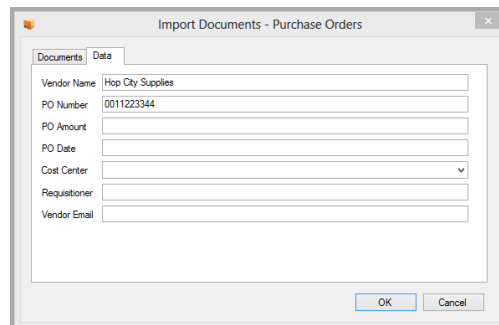 Import Documents - Purchase Orders
Documents Data
Vendor Name Hop City Supplies
PO Number 0011223344
PO Amount
PO Date
Cost Center
Requisitioner
Vendor Email
OK Cancel